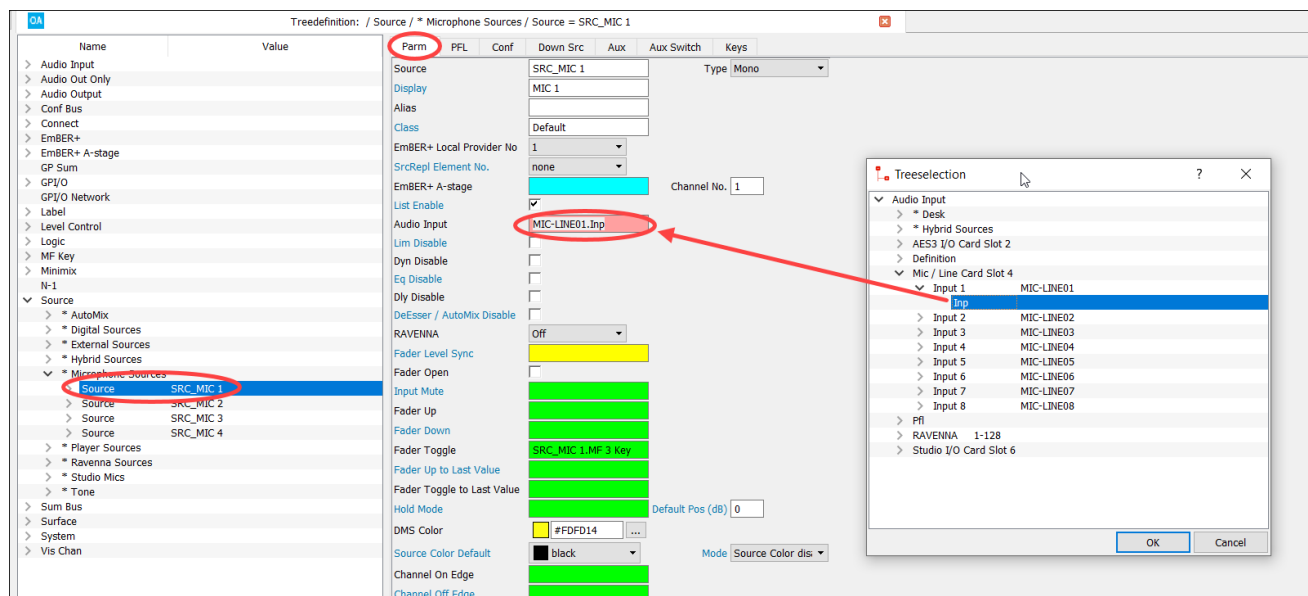 OA
Treedefinition: / Source / * Microphone Sources / Source = SRC_MIC 1
Name Value
Audio Input
Audio Out Only
Audio Output
Conf Bus
Connect
EmBER+
EmBER+ A-stage
GP Sum
GPI/O
GPI/O Network
Label
Level Control
Logic
MF Key
Minimix
N-1
Source
* AutoMix
* Digital Sources
* External Sources
* Hybrid Sources
* Microphone Sources
Source SRC_MIC 1
Source SRC_MIC 2
Source SRC_MIC 3
Source SRC_MIC 4
* Player Sources
* Ravenna Sources
* Studio Mics
* Tone
Sum Bus
Surface
System
Vis Chan
Parm PFL Conf Down Src Aux Aux Switch Keys
Source SRC_MIC 1 Type Mono
Display MIC 1
Alias
Class Default
EmBER+ Local Provider No 1
SrcRepl Element No. none
EmBER+ A-stage Channel No. 1
List Enable
Audio Input MIC-LINE01.Inp
Lim Disable
Dyn Disable
Eq Disable
Dly Disable
DeEsser / AutoMix Disable
RAVENNA Off
Fader Level Sync
Fader Open
Input Mute
Fader Up
Fader Down
Fader Toggle SRC_MIC 1.MF 3 Key
Fader Up to Last Value
Fader Toggle to Last Value
Hold Mode Default Pos (dB) 0
DMS Color #FDFD14 ...
Source Color Default black Mode Source Color dis
Channel On Edge
Channel Off Edge
Treeselection ?
Audio Input
* Desk
* Hybrid Sources
AES3 I/O Card Slot 2
Definition
Mic / Line Card Slot 4
Input 1 MIC-LINE01
Inp
Input 2 MIC-LINE02
Input 3 MIC-LINE03
Input 4 MIC-LINE04
Input 5 MIC-LINE05
Input 6 MIC-LINE06
Input 7 MIC-LINE07
Input 8 MIC-LINE08
Pfl
RAVENNA 1-128
Studio I/O Card Slot 6
OK Cancel